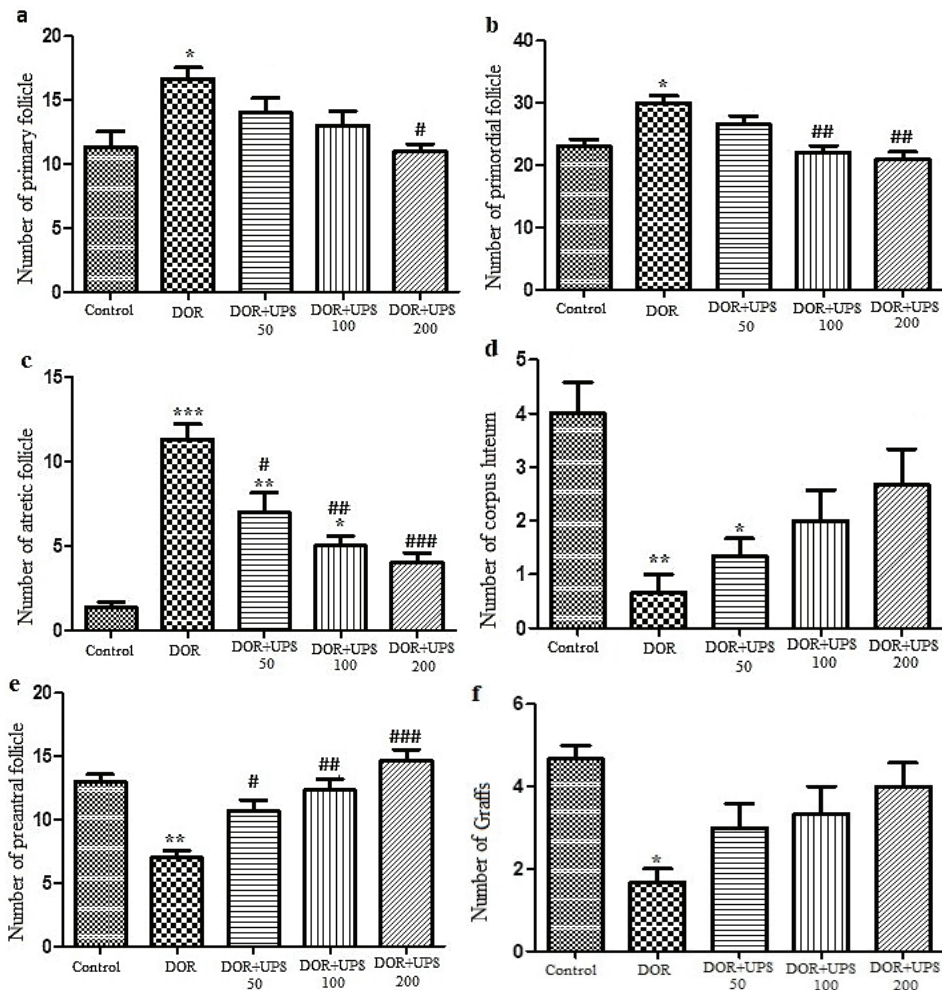 a
Number of primary follicle
20
15
10
5
0
*
#
Control
DOR
DOR+UPS
50
DOR+UPS
100
DOR+UPS
200
b
Number of primordial follicle
40
30
20
10
0
*
##
##
Control
DOR
DOR+UPS
50
DOR+UPS
100
DOR+UPS
200
c
Number of atretic follicle
15
10
5
0
***
#
**
##
*
###
Control
DOR
DOR+UPS
50
DOR+UPS
100
DOR+UPS
200
d
Number of corpus luteum
5
4
3
2
1
0
**
*
Control
DOR
DOR+UPS
50
DOR+UPS
100
DOR+UPS
200
e
Number of preantral follicle
20
15
10
5
0
**
#
##
###
Control
DOR
DOR+UPS
50
DOR+UPS
100
DOR+UPS
200
f
Number of Graffs
6
4
2
0
*
Control
DOR
DOR+UPS
50
DOR+UPS
100
DOR+UPS
200